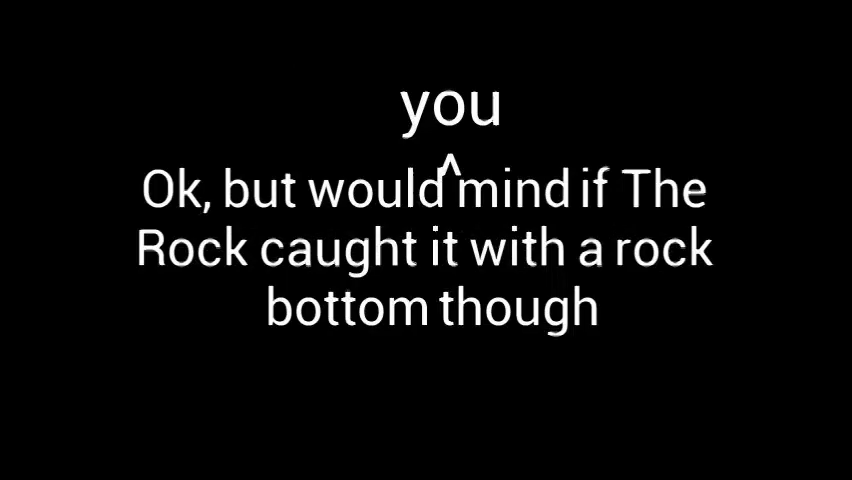 you
^
Ok, but would mind if The
Rock caught it with a rock
bottom though